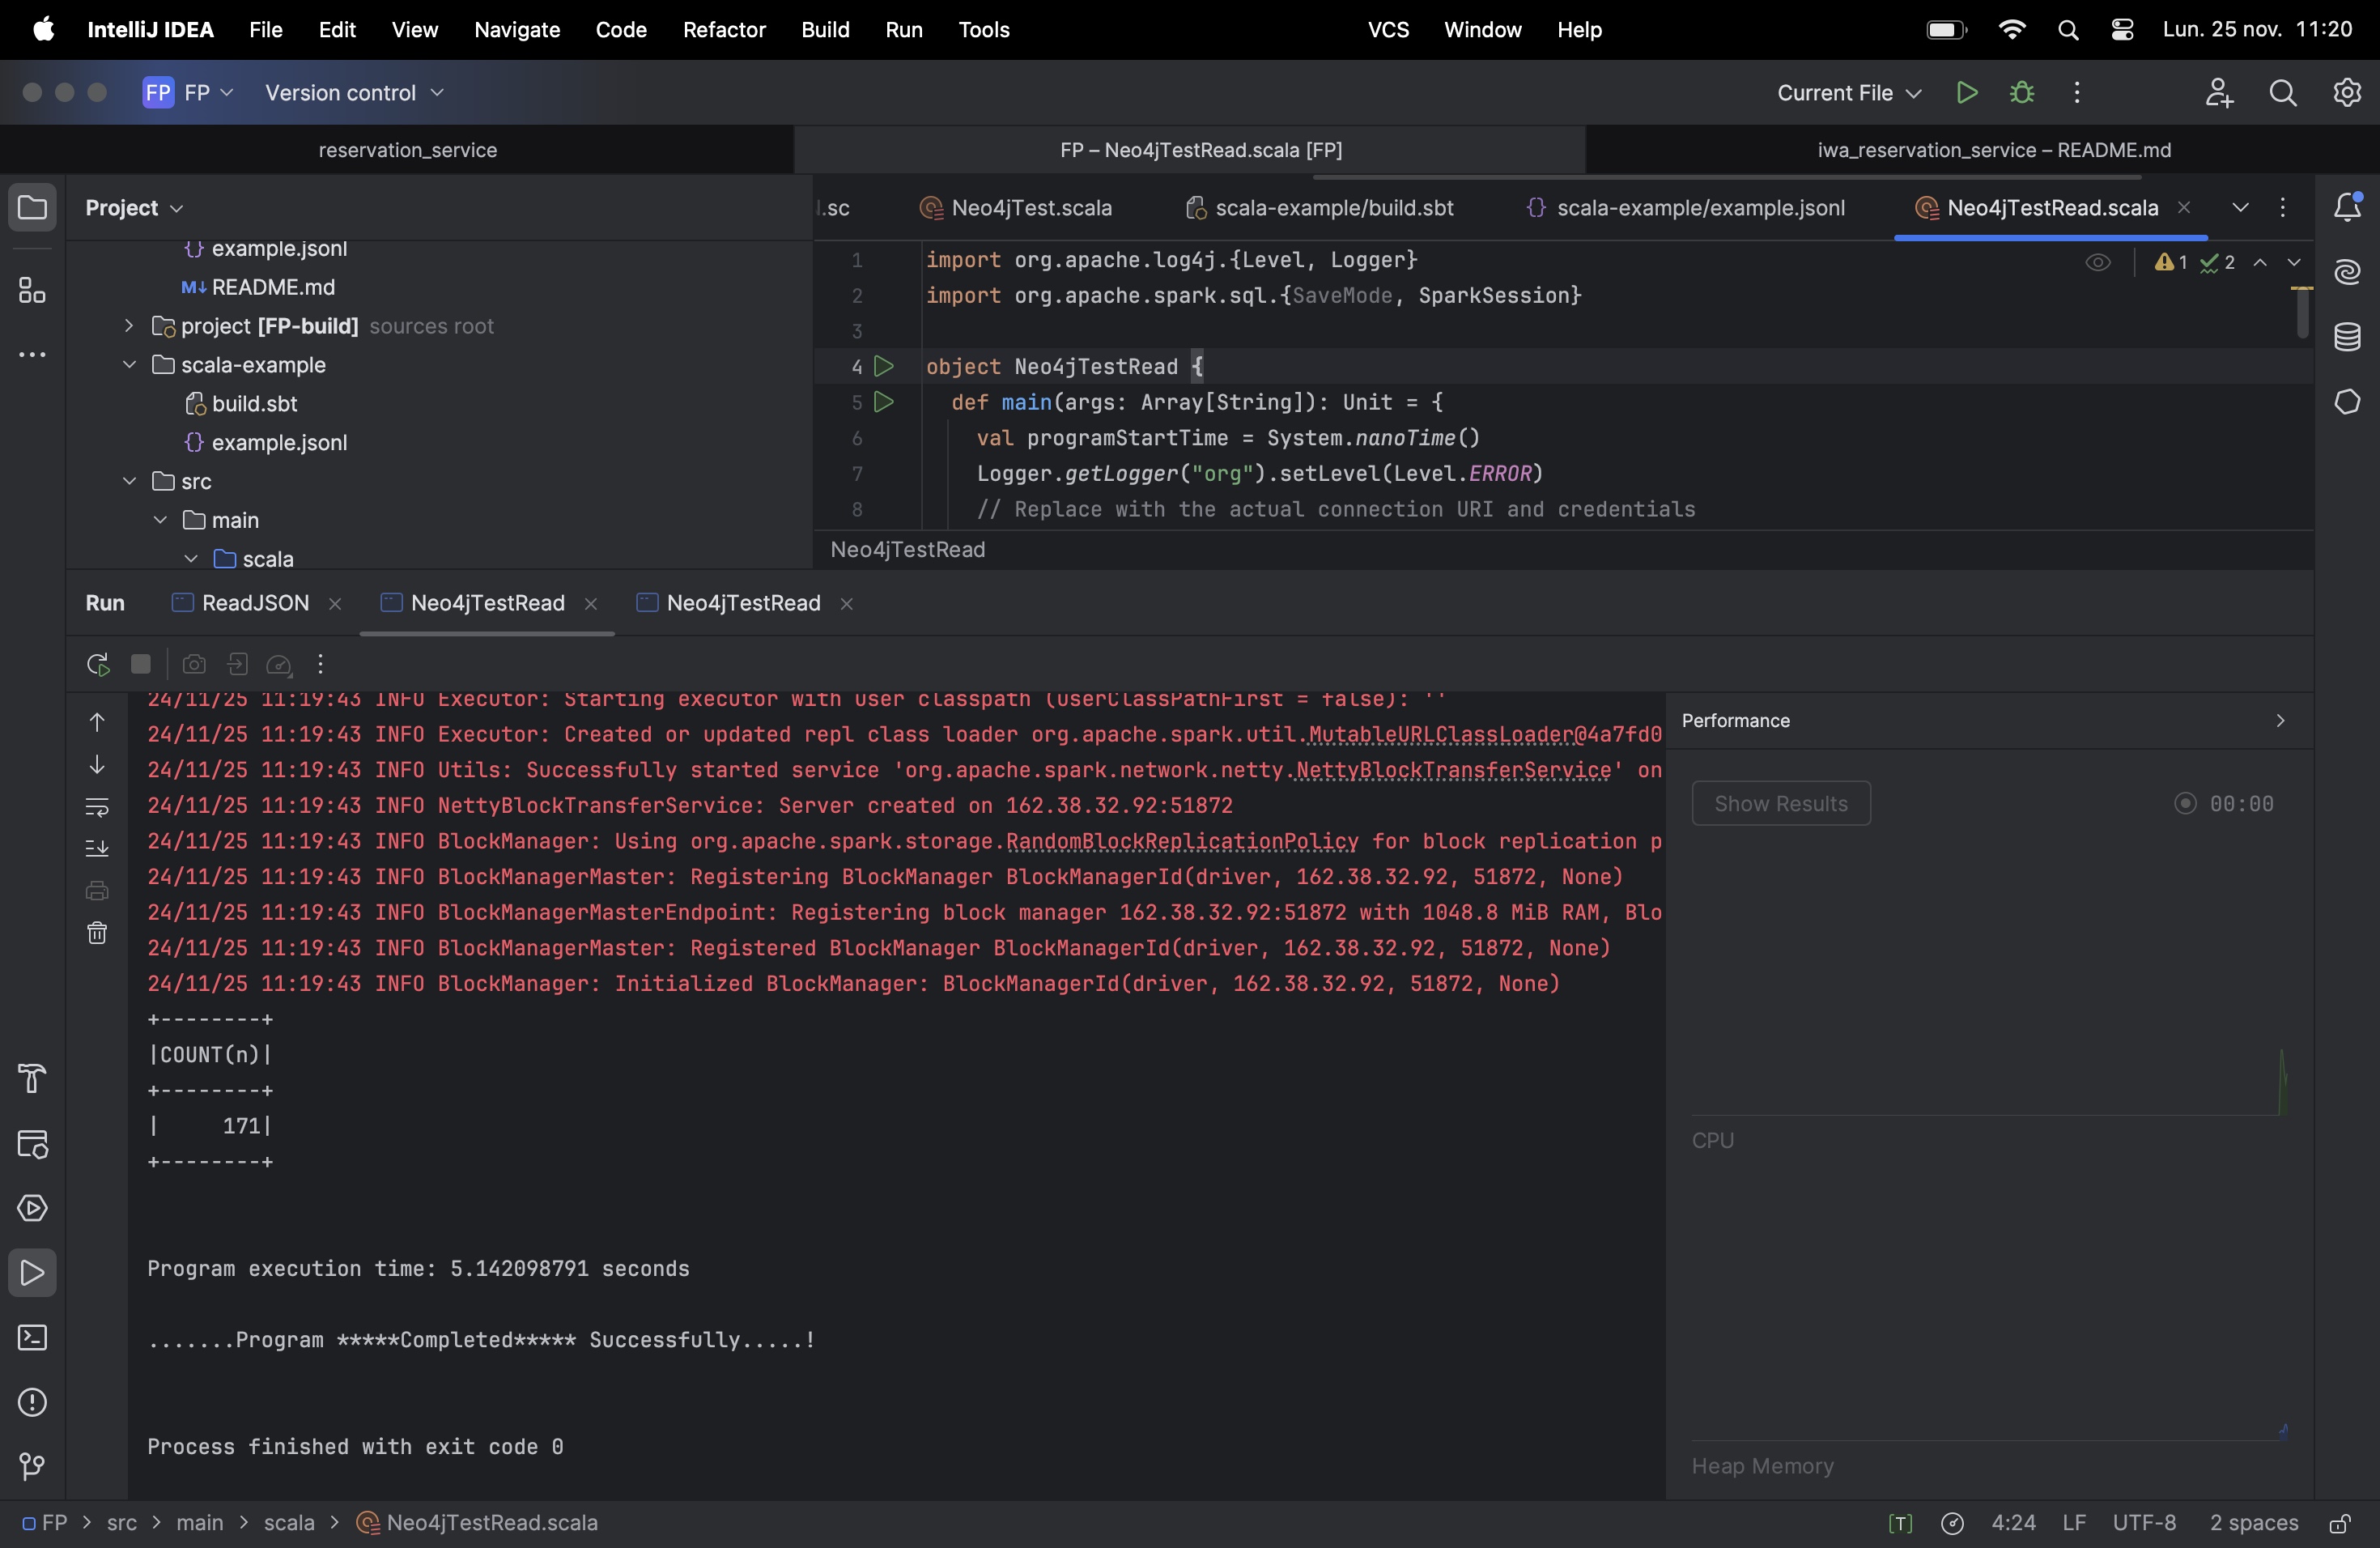 IntelliJ IDEA File Edit View Navigate Code Refactor Build Run Tools VCS Window Help Lun. 25 nov. 11:20
FP FP Version control Current File
reservation_service FP – Neo4jTestRead.scala [FP] iwa_reservation_service – README.md
Project
.sc Neo4jTest.scala scala-example/build.sbt {} scala-example/example.jsonl Neo4jTestRead.scala
{} example.jsonl
M↓ README.md
project [FP-build] sources root
scala-example
build.sbt
{} example.jsonl
src
main
scala
1 import org.apache.log4j.{Level, Logger}
2 import org.apache.spark.sql.{SaveMode, SparkSession}
3
4 object Neo4jTestRead {
5 def main(args: Array[String]): Unit = {
6 val programStartTime = System.nanoTime()
7 Logger.getLogger("org").setLevel(Level.ERROR)
8 // Replace with the actual connection URI and credentials
1 2
Neo4jTestRead
Run ReadJSON Neo4jTestRead Neo4jTestRead
24/11/25 11:19:43 INFO Executor: Starting executor with user classpath (userClassPathFirst = false): ''
24/11/25 11:19:43 INFO Executor: Created or updated repl class loader org.apache.spark.util.MutableURLClassLoader@4a7fd0
24/11/25 11:19:43 INFO Utils: Successfully started service 'org.apache.spark.network.netty.NettyBlockTransferService' on
24/11/25 11:19:43 INFO NettyBlockTransferService: Server created on 162.38.32.92:51872
24/11/25 11:19:43 INFO BlockManager: Using org.apache.spark.storage.RandomBlockReplicationPolicy for block replication p
24/11/25 11:19:43 INFO BlockManagerMaster: Registering BlockManager BlockManagerId(driver, 162.38.32.92, 51872, None)
24/11/25 11:19:43 INFO BlockManagerMasterEndpoint: Registering block manager 162.38.32.92:51872 with 1048.8 MiB RAM, Blo
24/11/25 11:19:43 INFO BlockManagerMaster: Registered BlockManager BlockManagerId(driver, 162.38.32.92, 51872, None)
24/11/25 11:19:43 INFO BlockManager: Initialized BlockManager: BlockManagerId(driver, 162.38.32.92, 51872, None)
+--------+
|COUNT(n)|
+--------+
|     171|
+--------+
Program execution time: 5.142098791 seconds
.......Program *****Completed***** Successfully.....!
Process finished with exit code 0
Performance
Show Results 00:00
CPU
Heap Memory
FP > src > main > scala > Neo4jTestRead.scala [T] 4:24 LF UTF-8 2 spaces